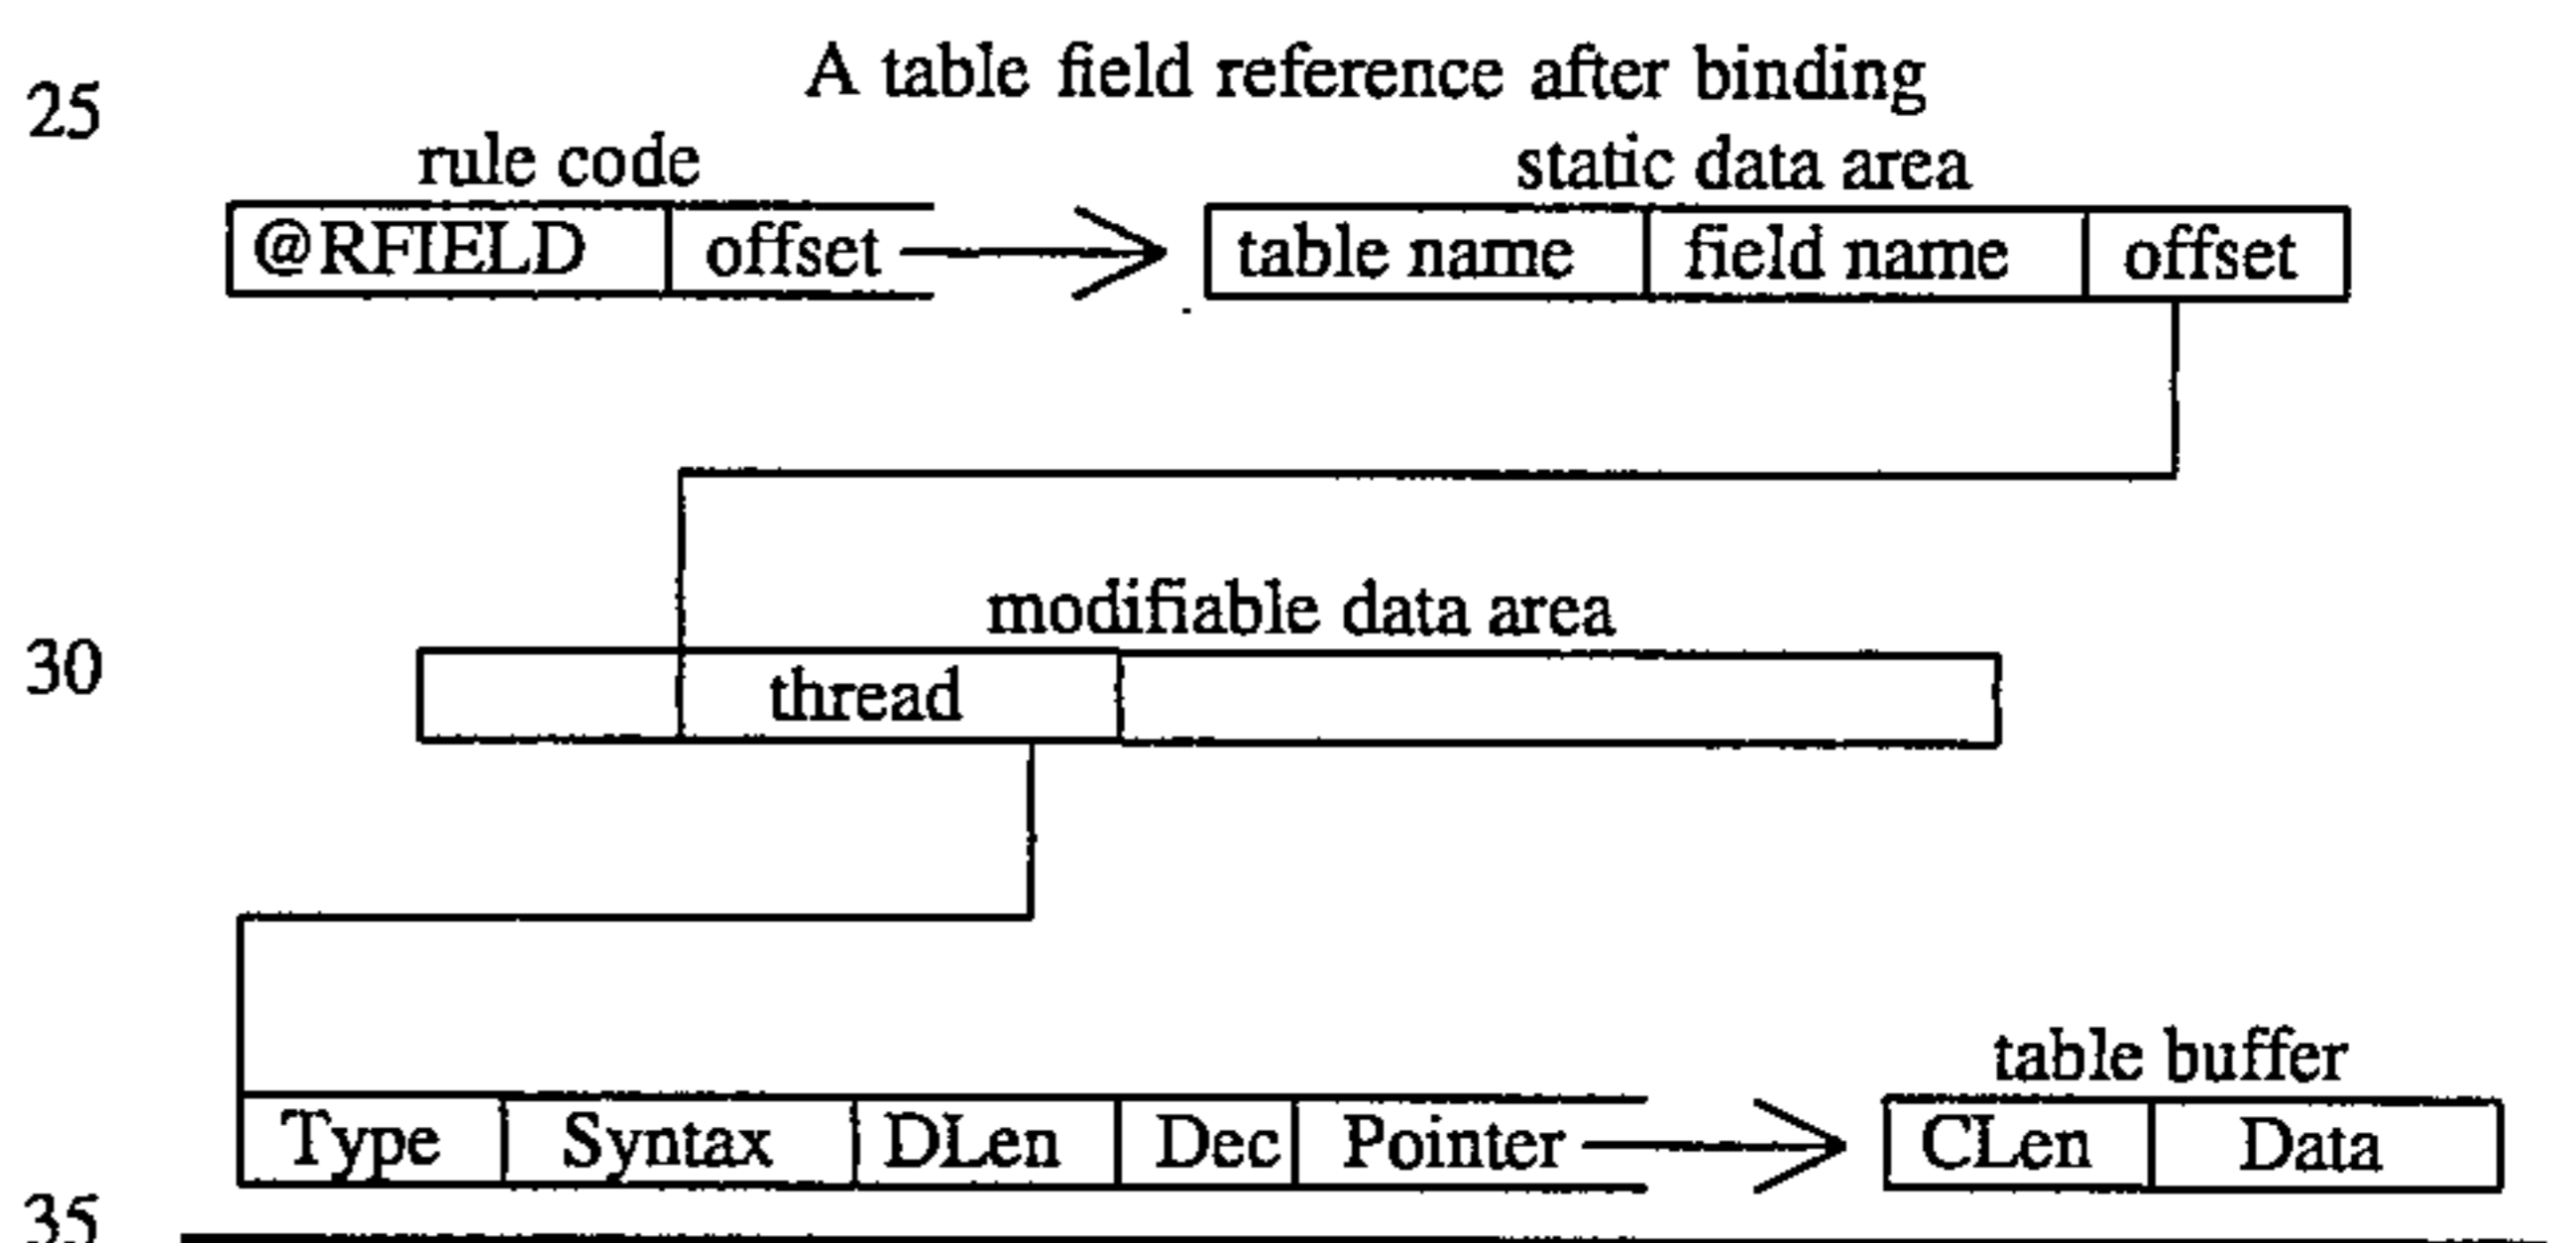 25 A table field reference after binding
rule code static data area
@RFIELD offset table name field name offset
modifiable data area
30 thread
table buffer
Type Syntax DLen Dec Pointer CLen Data
35